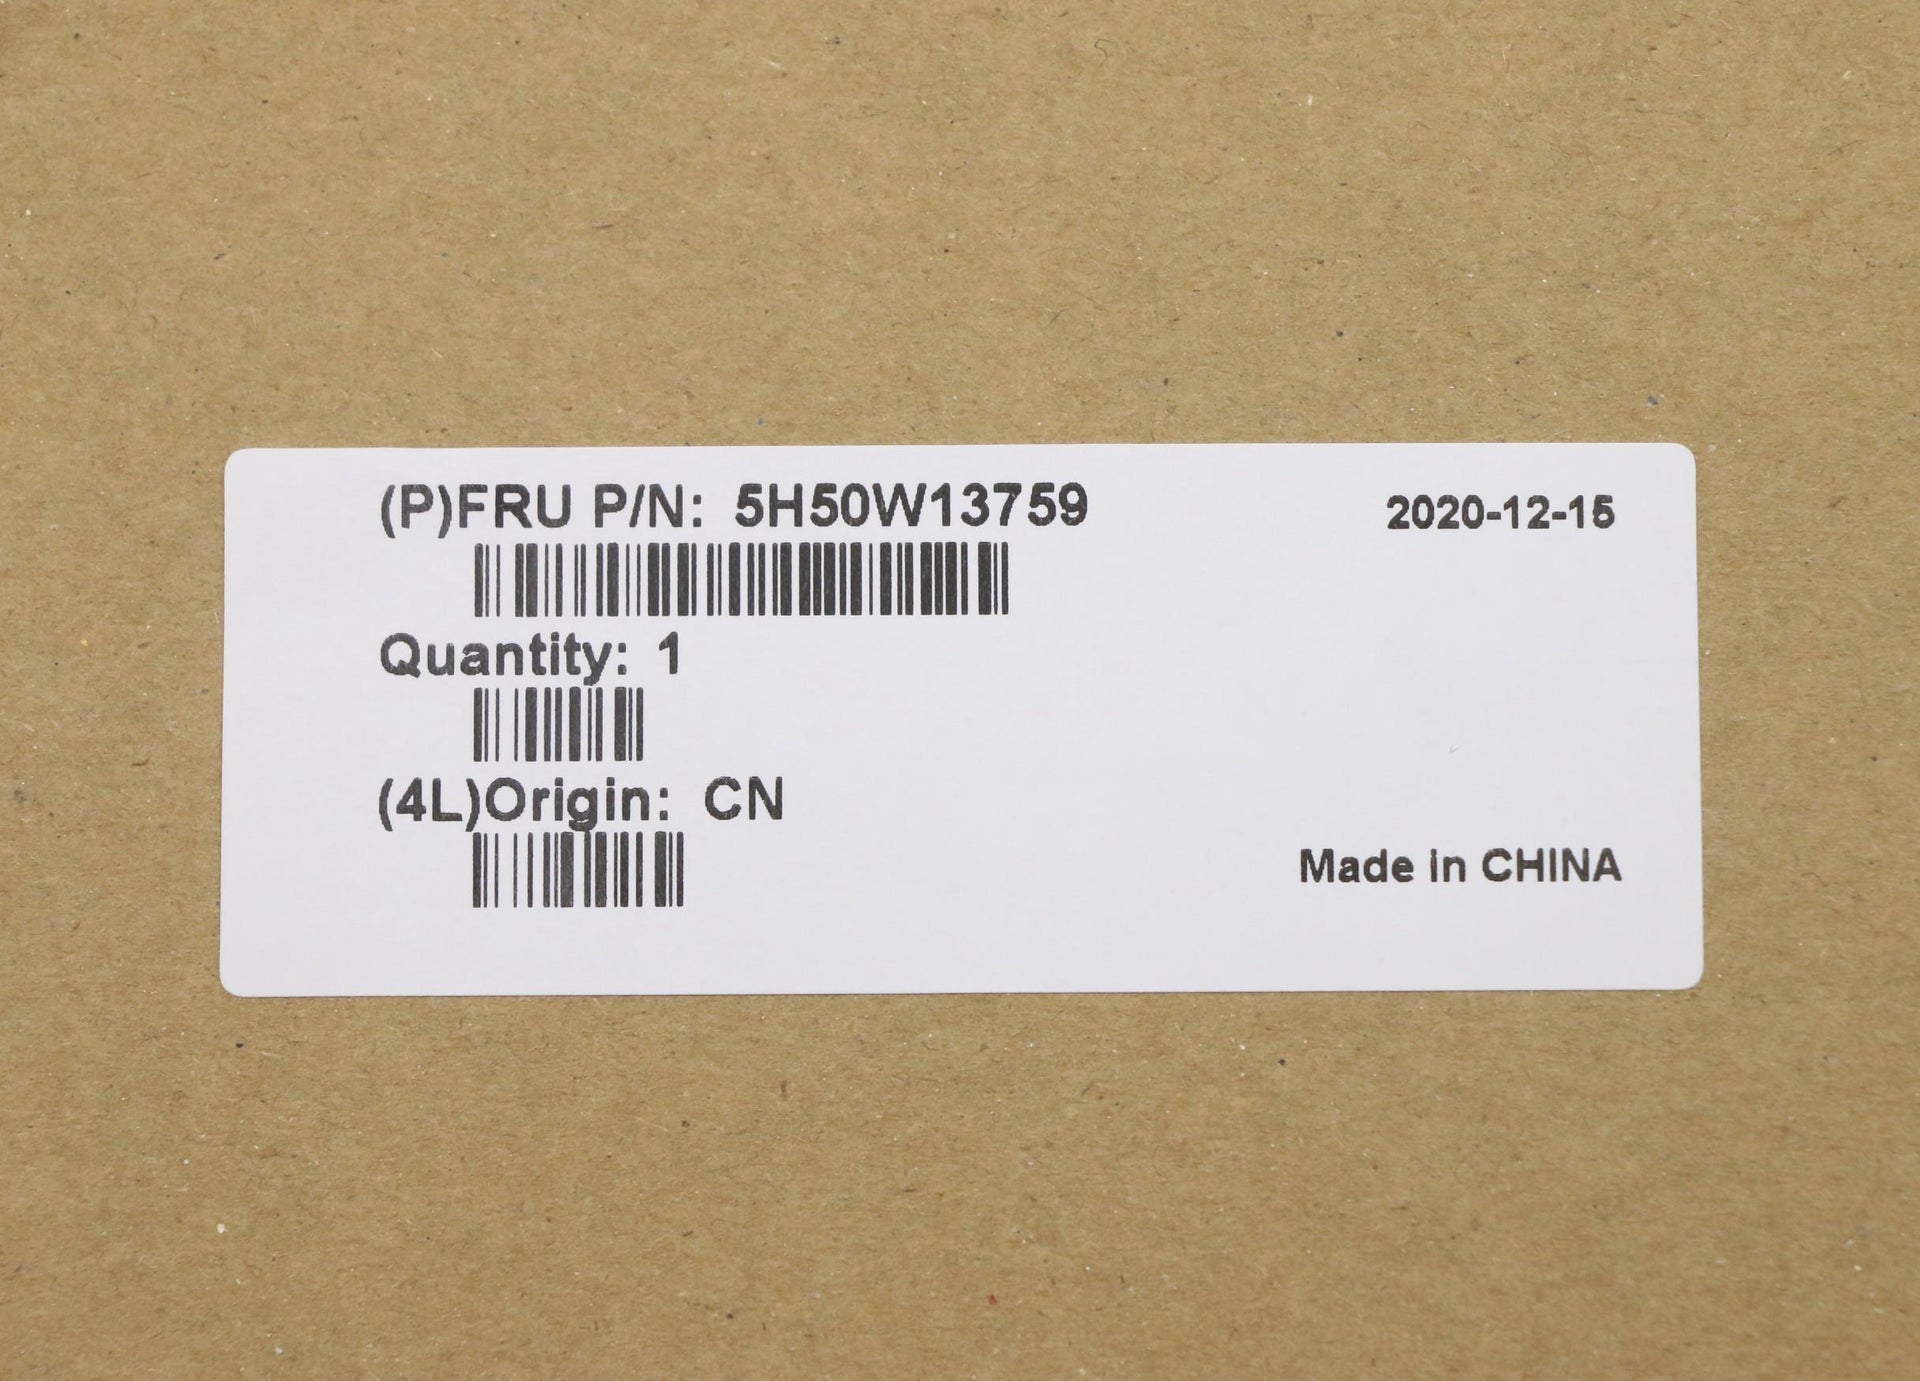 (P)FRU P/N: 5H50W13759
2020-12-15
Quantity: 1
(4L)Origin: CN
Made in CHINA